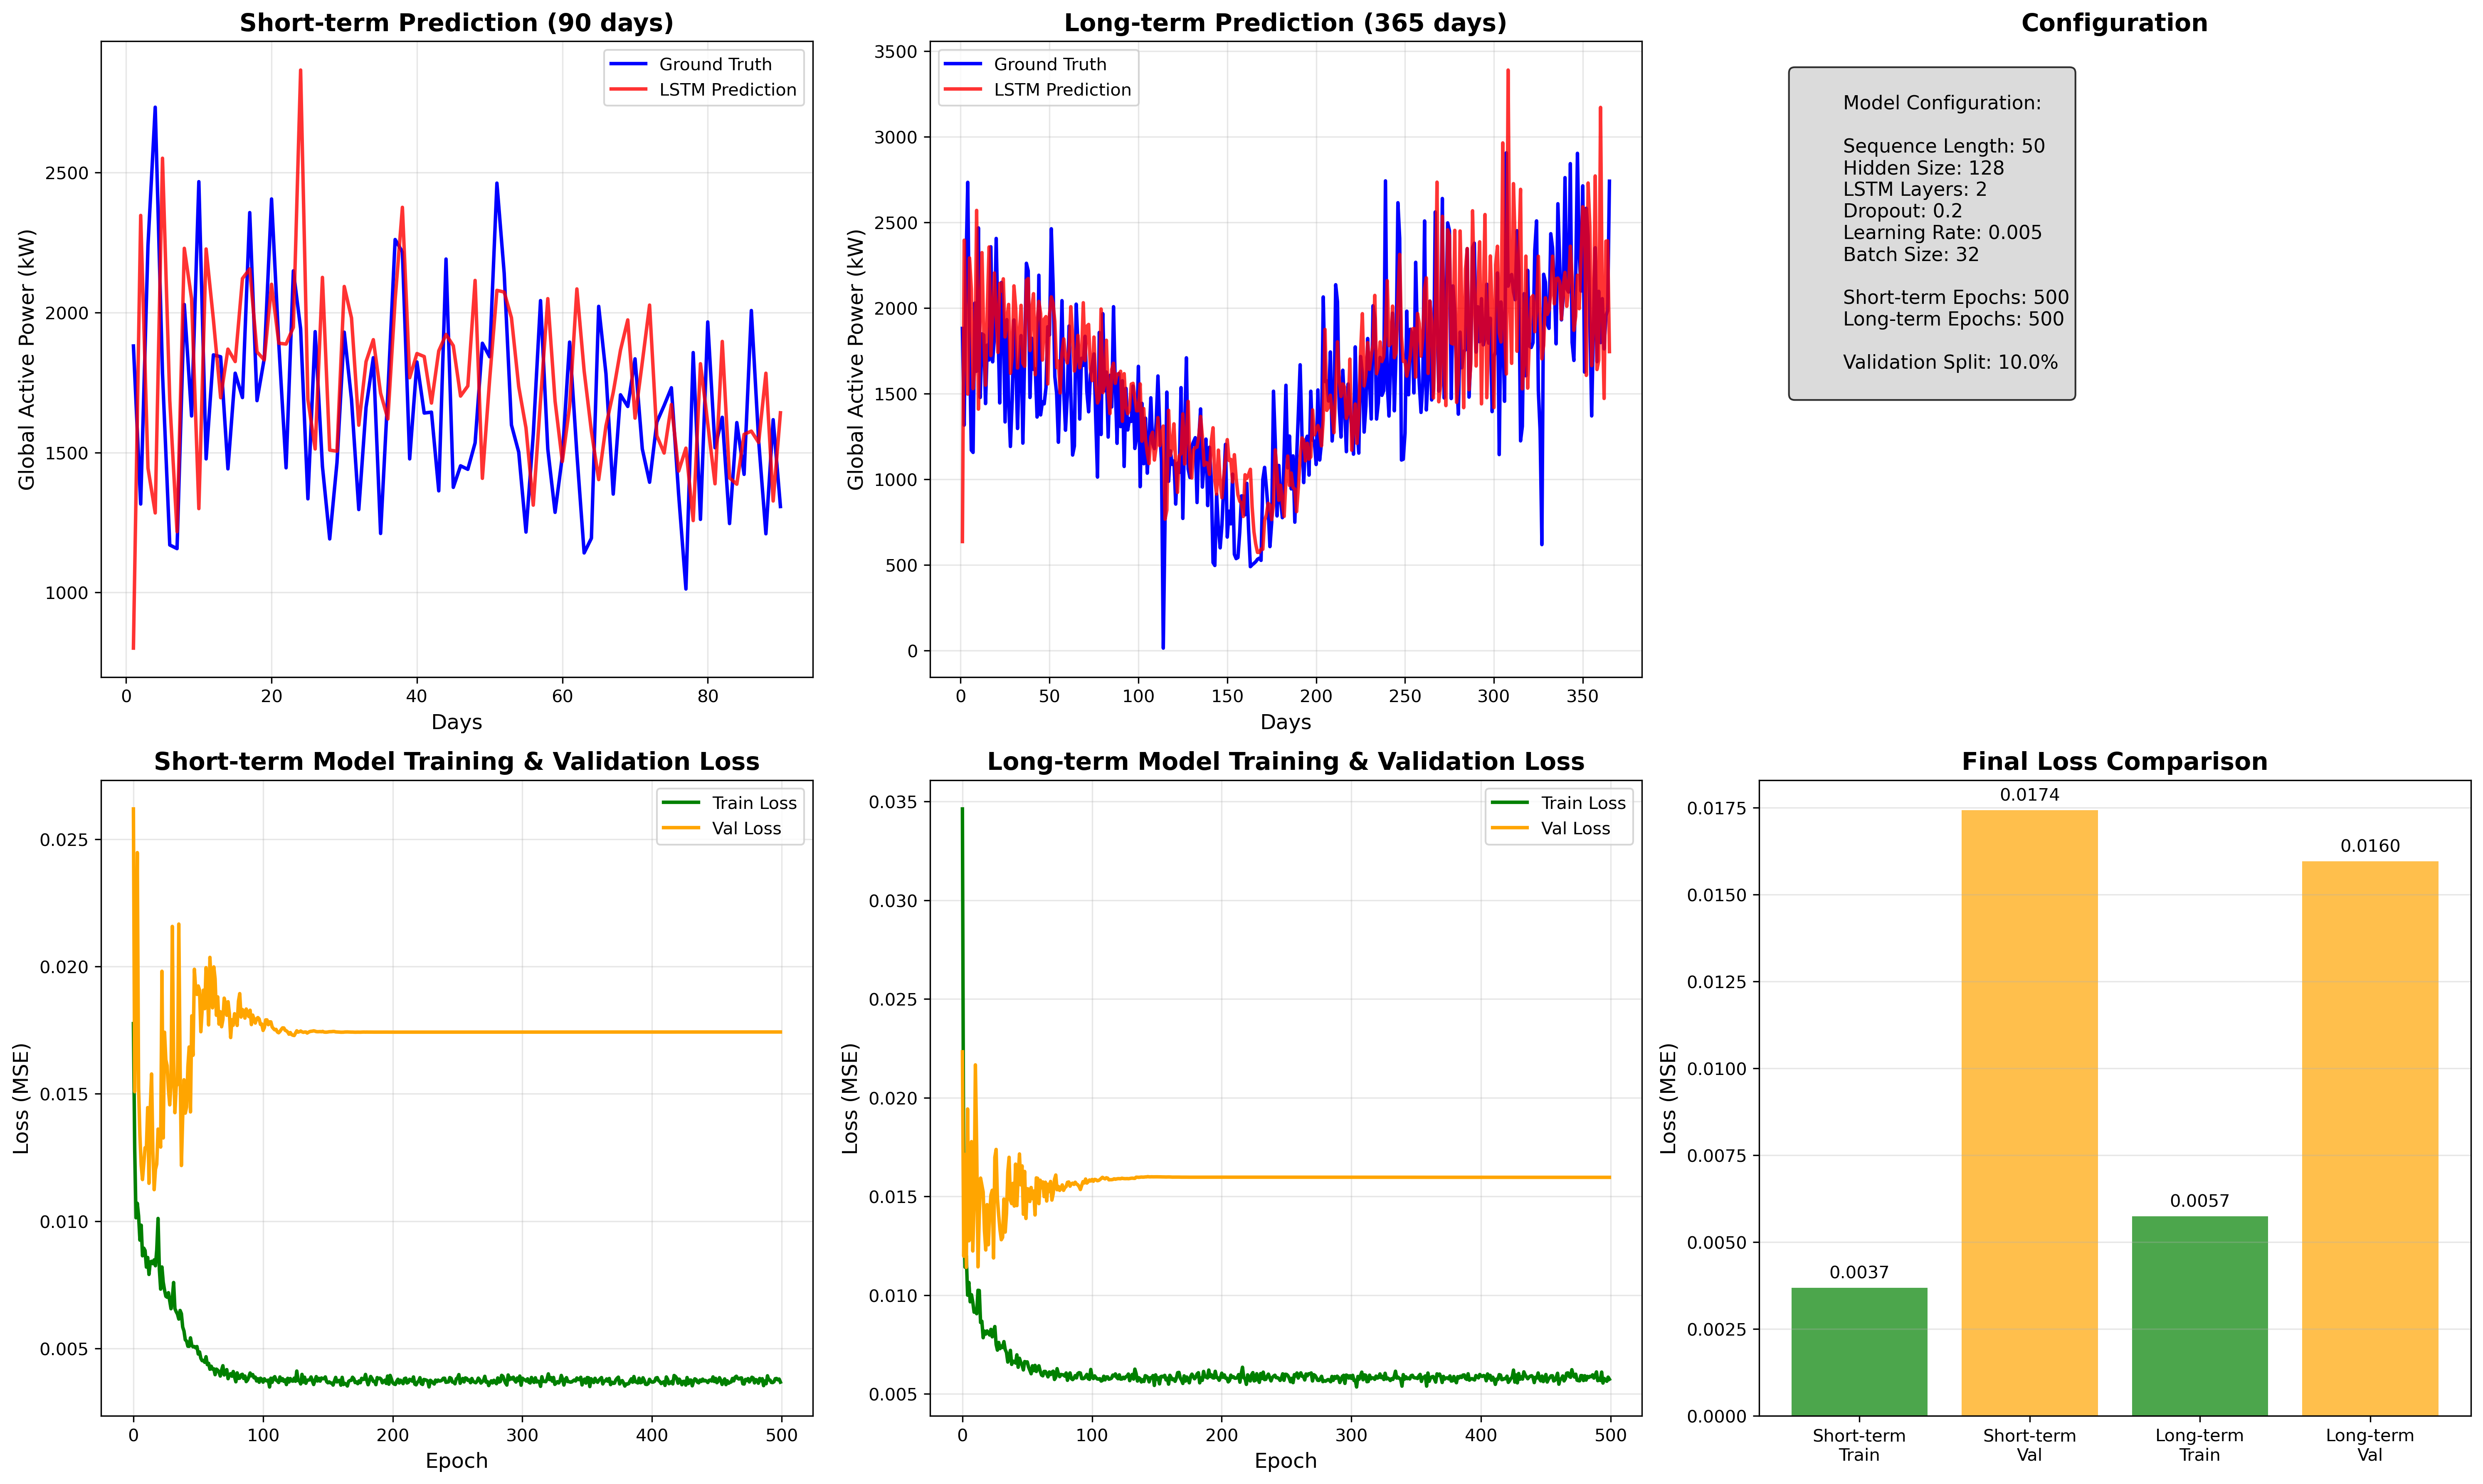 Short-term Prediction (90 days)
Global Active Power (kW)
2500
2000
1500
1000
0
20
40
60
80
Days
Ground Truth
LSTM Prediction
Long-term Prediction (365 days)
Global Active Power (kW)
3500
3000
2500
2000
1500
1000
500
0
0
50
100
150
200
250
300
350
Days
Ground Truth
LSTM Prediction
Configuration
Model Configuration:
Sequence Length: 50
Hidden Size: 128
LSTM Layers: 2
Dropout: 0.2
Learning Rate: 0.005
Batch Size: 32
Short-term Epochs: 500
Long-term Epochs: 500
Validation Split: 10.0%
Short-term Model Training & Validation Loss
Loss (MSE)
0.025
0.020
0.015
0.010
0.005
0
100
200
300
400
500
Epoch
Train Loss
Val Loss
Long-term Model Training & Validation Loss
Loss (MSE)
0.035
0.030
0.025
0.020
0.015
0.010
0.005
0
100
200
300
400
500
Epoch
Train Loss
Val Loss
Final Loss Comparison
Loss (MSE)
0.0175
0.0150
0.0125
0.0100
0.0075
0.0050
0.0025
0.0000
0.0037
0.0174
0.0057
0.0160
Short-term
Train
Short-term
Val
Long-term
Train
Long-term
Val